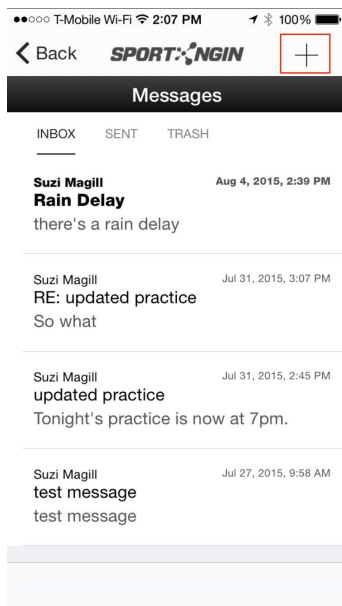 T-Mobile Wi-Fi 2:07 PM 100%
Back SPORT NGIN
Messages
INBOX SENT TRASH
Suzi Magill Aug 4, 2015, 2:39 PM
Rain Delay
there's a rain delay
Suzi Magill Jul 31, 2015, 3:07 PM
RE: updated practice
So what
Suzi Magill Jul 31, 2015, 2:45 PM
updated practice
Tonight's practice is now at 7pm.
Suzi Magill Jul 27, 2015, 9:58 AM
test message
test message